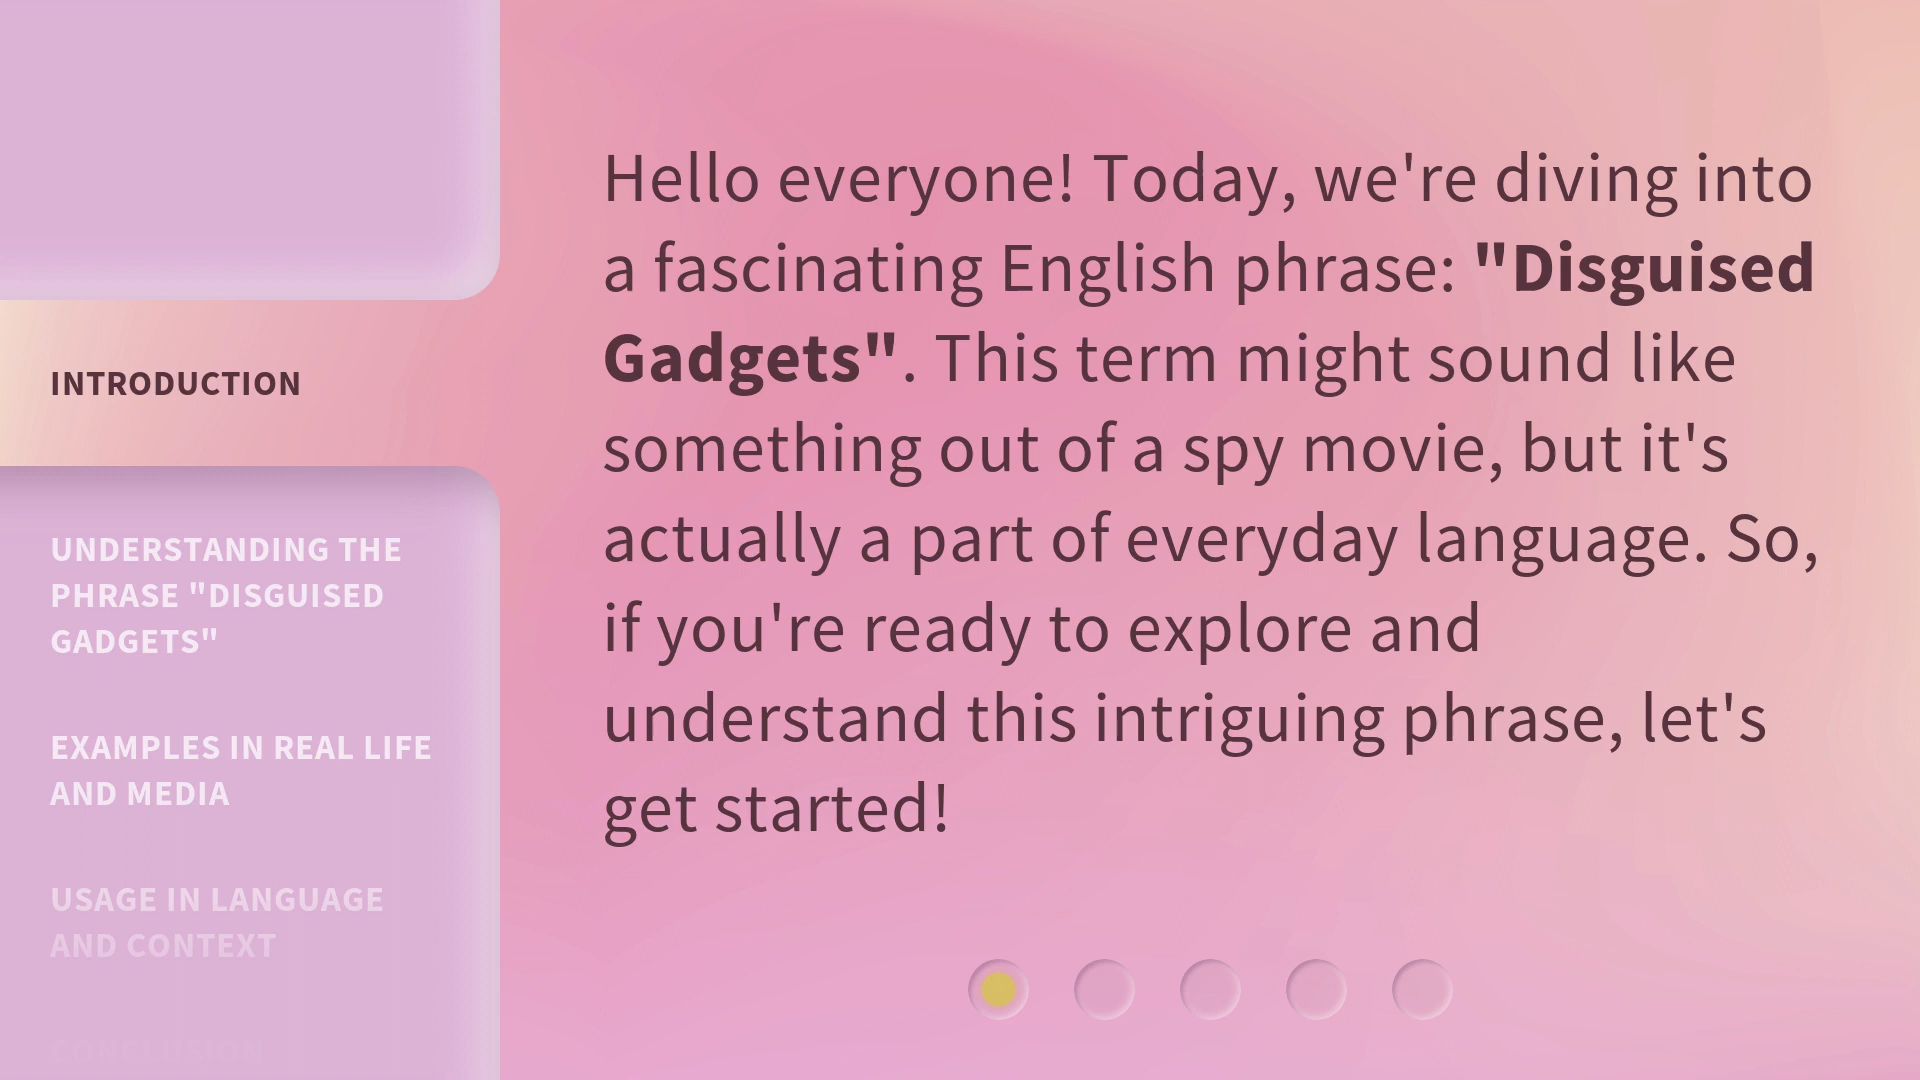 INTRODUCTION
UNDERSTANDING THE
PHRASE "DISGUISED
GADGETS"
EXAMPLES IN REAL LIFE
AND MEDIA
USAGE IN LANGUAGE
AND CONTEXT
CONCLUSION
Hello everyone! Today, we're diving into
a fascinating English phrase: "Disguised
Gadgets". This term might sound like
something out of a spy movie, but it's
actually a part of everyday language. So,
if you're ready to explore and
understand this intriguing phrase, let's
get started!